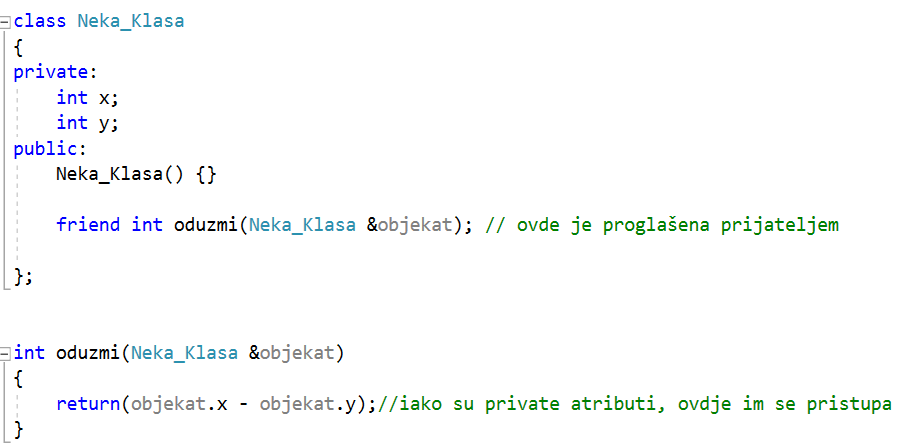 class Neka_Klasa
{
private:
    int x;
    int y;
public:
    Neka_Klasa() {}
    friend int oduzmi(Neka_Klasa &objekat); // ovde je proglašena prijateljem
};
int oduzmi(Neka_Klasa &objekat)
{
    return(objekat.x - objekat.y);//iako su private atributi, ovdje im se pristupa
}